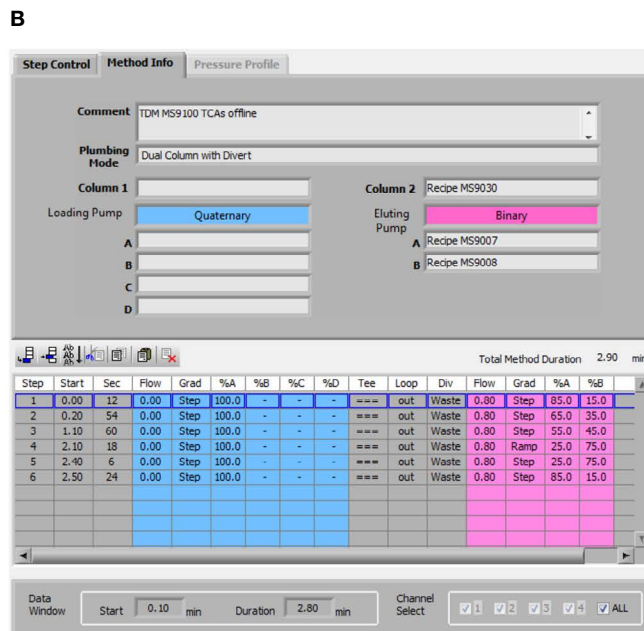 B
Step Control Method Info Pressure Profile
Comment TDM MS9100 TCAs offline
Plumbing Mode Dual Column with Divert
Column 1 Column 2 Recipe MS9030
Loading Pump Quaternary Eluting Pump Binary
A A Recipe MS9007
B B Recipe MS9008
C
D
Total Method Duration 2.90 min
Step Start Sec Flow Grad %A %B %C %D Tee Loop Div Flow Grad %A %B
1 0.00 12 0.00 Step 100.0 - - - === out Waste 0.80 Step 85.0 15.0
2 0.20 54 0.00 Step 100.0 - - - === out Waste 0.80 Step 65.0 35.0
3 1.10 60 0.00 Step 100.0 - - - === out Waste 0.80 Step 55.0 45.0
4 2.10 18 0.00 Step 100.0 - - - === out Waste 0.80 Ramp 25.0 75.0
5 2.40 6 0.00 Step 100.0 - - - === out Waste 0.80 Step 25.0 75.0
6 2.50 24 0.00 Step 100.0 - - - === out Waste 0.80 Step 85.0 15.0
Data Window Start 0.10 min Duration 2.80 min Channel Select 1 2 3 4 ALL